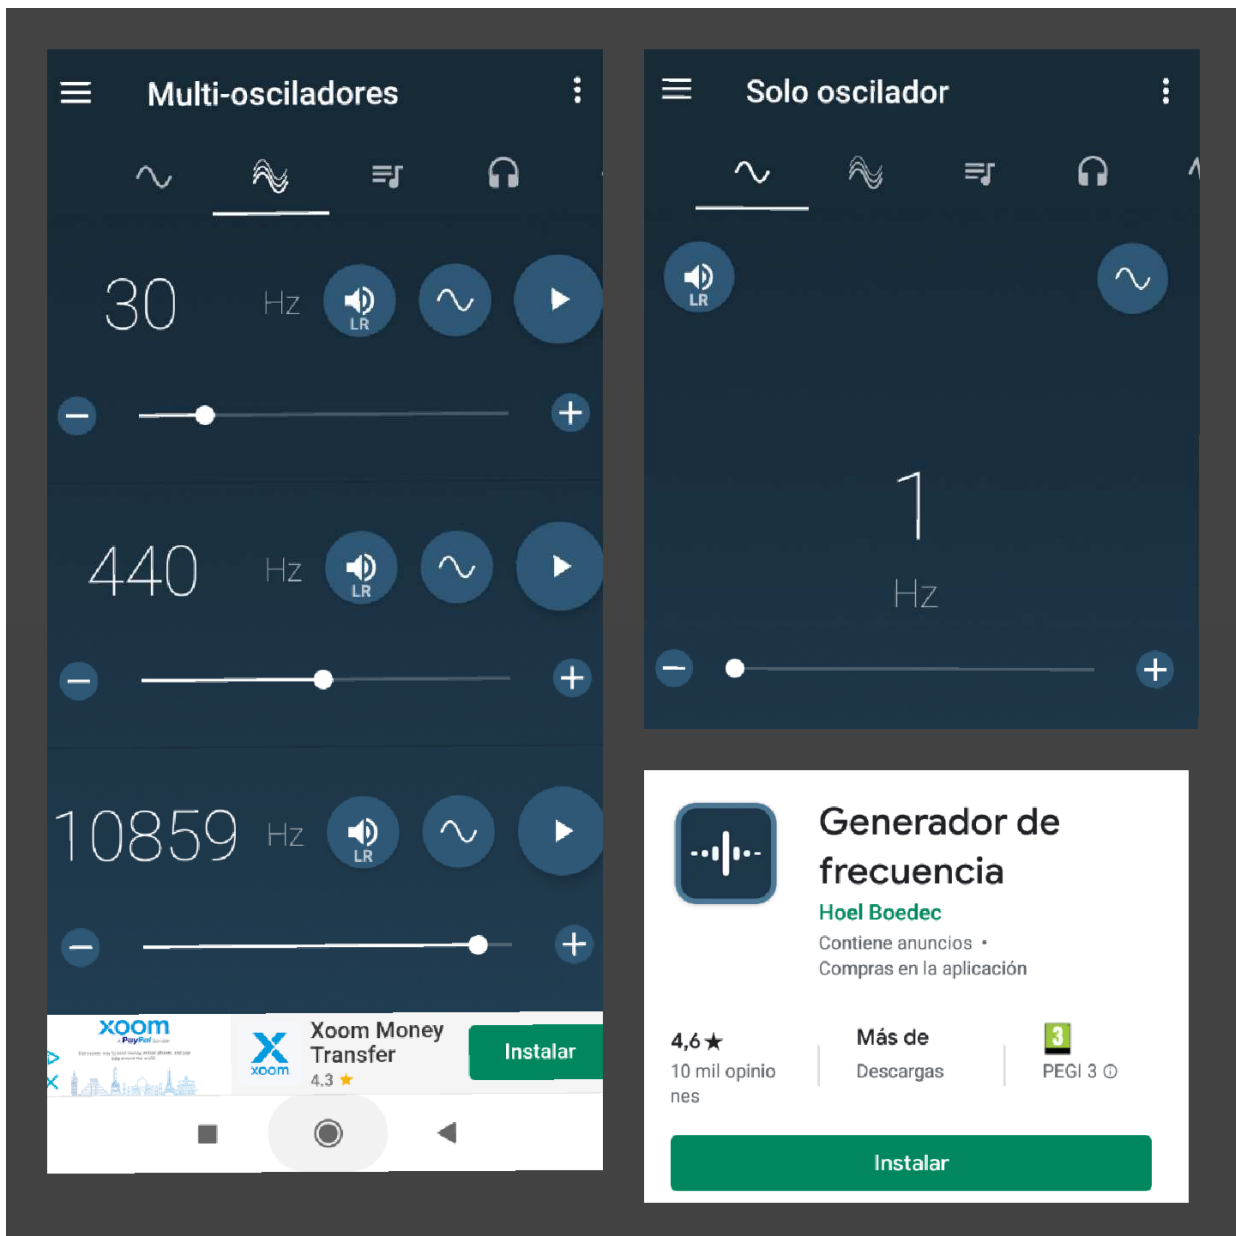 Multi-osciladores
30 Hz
LR
440 Hz
LR
10859 Hz
LR
xoom
A PayPal Service
xoom
Xoom Money
Transfer
4.3 ★
Instalar
Solo oscilador
LR
1
Hz
Generador de
frecuencia
Hoel Boedec
Contiene anuncios •
Compras en la aplicación
4,6★
10 mil opinio
nes
Más de
Descargas
3
PEGI 3
Instalar